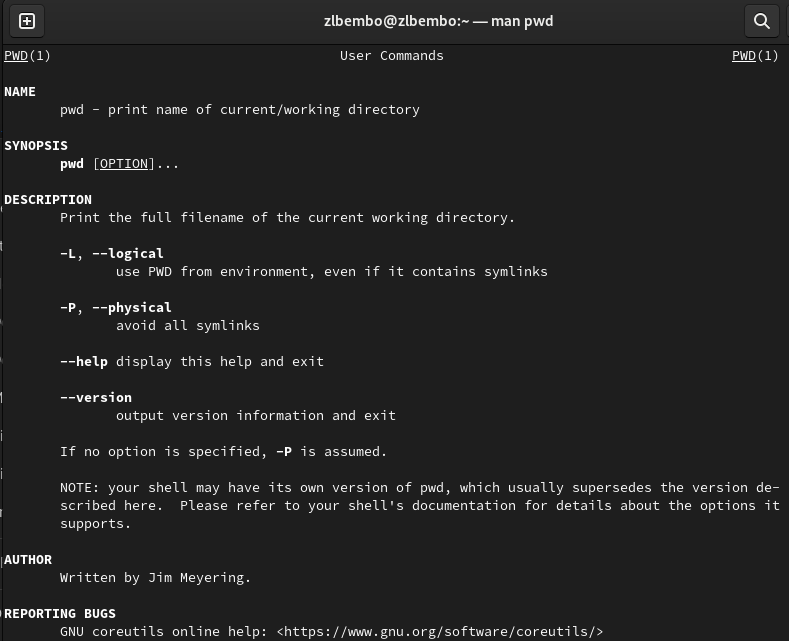 zlbembo@zlbembo:~ — man pwd
PWD(1) User Commands PWD(1)
NAME
pwd - print name of current/working directory
SYNOPSIS
pwd [OPTION]...
DESCRIPTION
Print the full filename of the current working directory.
-L, --logical
use PWD from environment, even if it contains symlinks
-P, --physical
avoid all symlinks
--help display this help and exit
--version
output version information and exit
If no option is specified, -P is assumed.
NOTE: your shell may have its own version of pwd, which usually supersedes the version de-
scribed here.  Please refer to your shell's documentation for details about the options it
supports.
AUTHOR
Written by Jim Meyering.
REPORTING BUGS
GNU coreutils online help: <https://www.gnu.org/software/coreutils/>